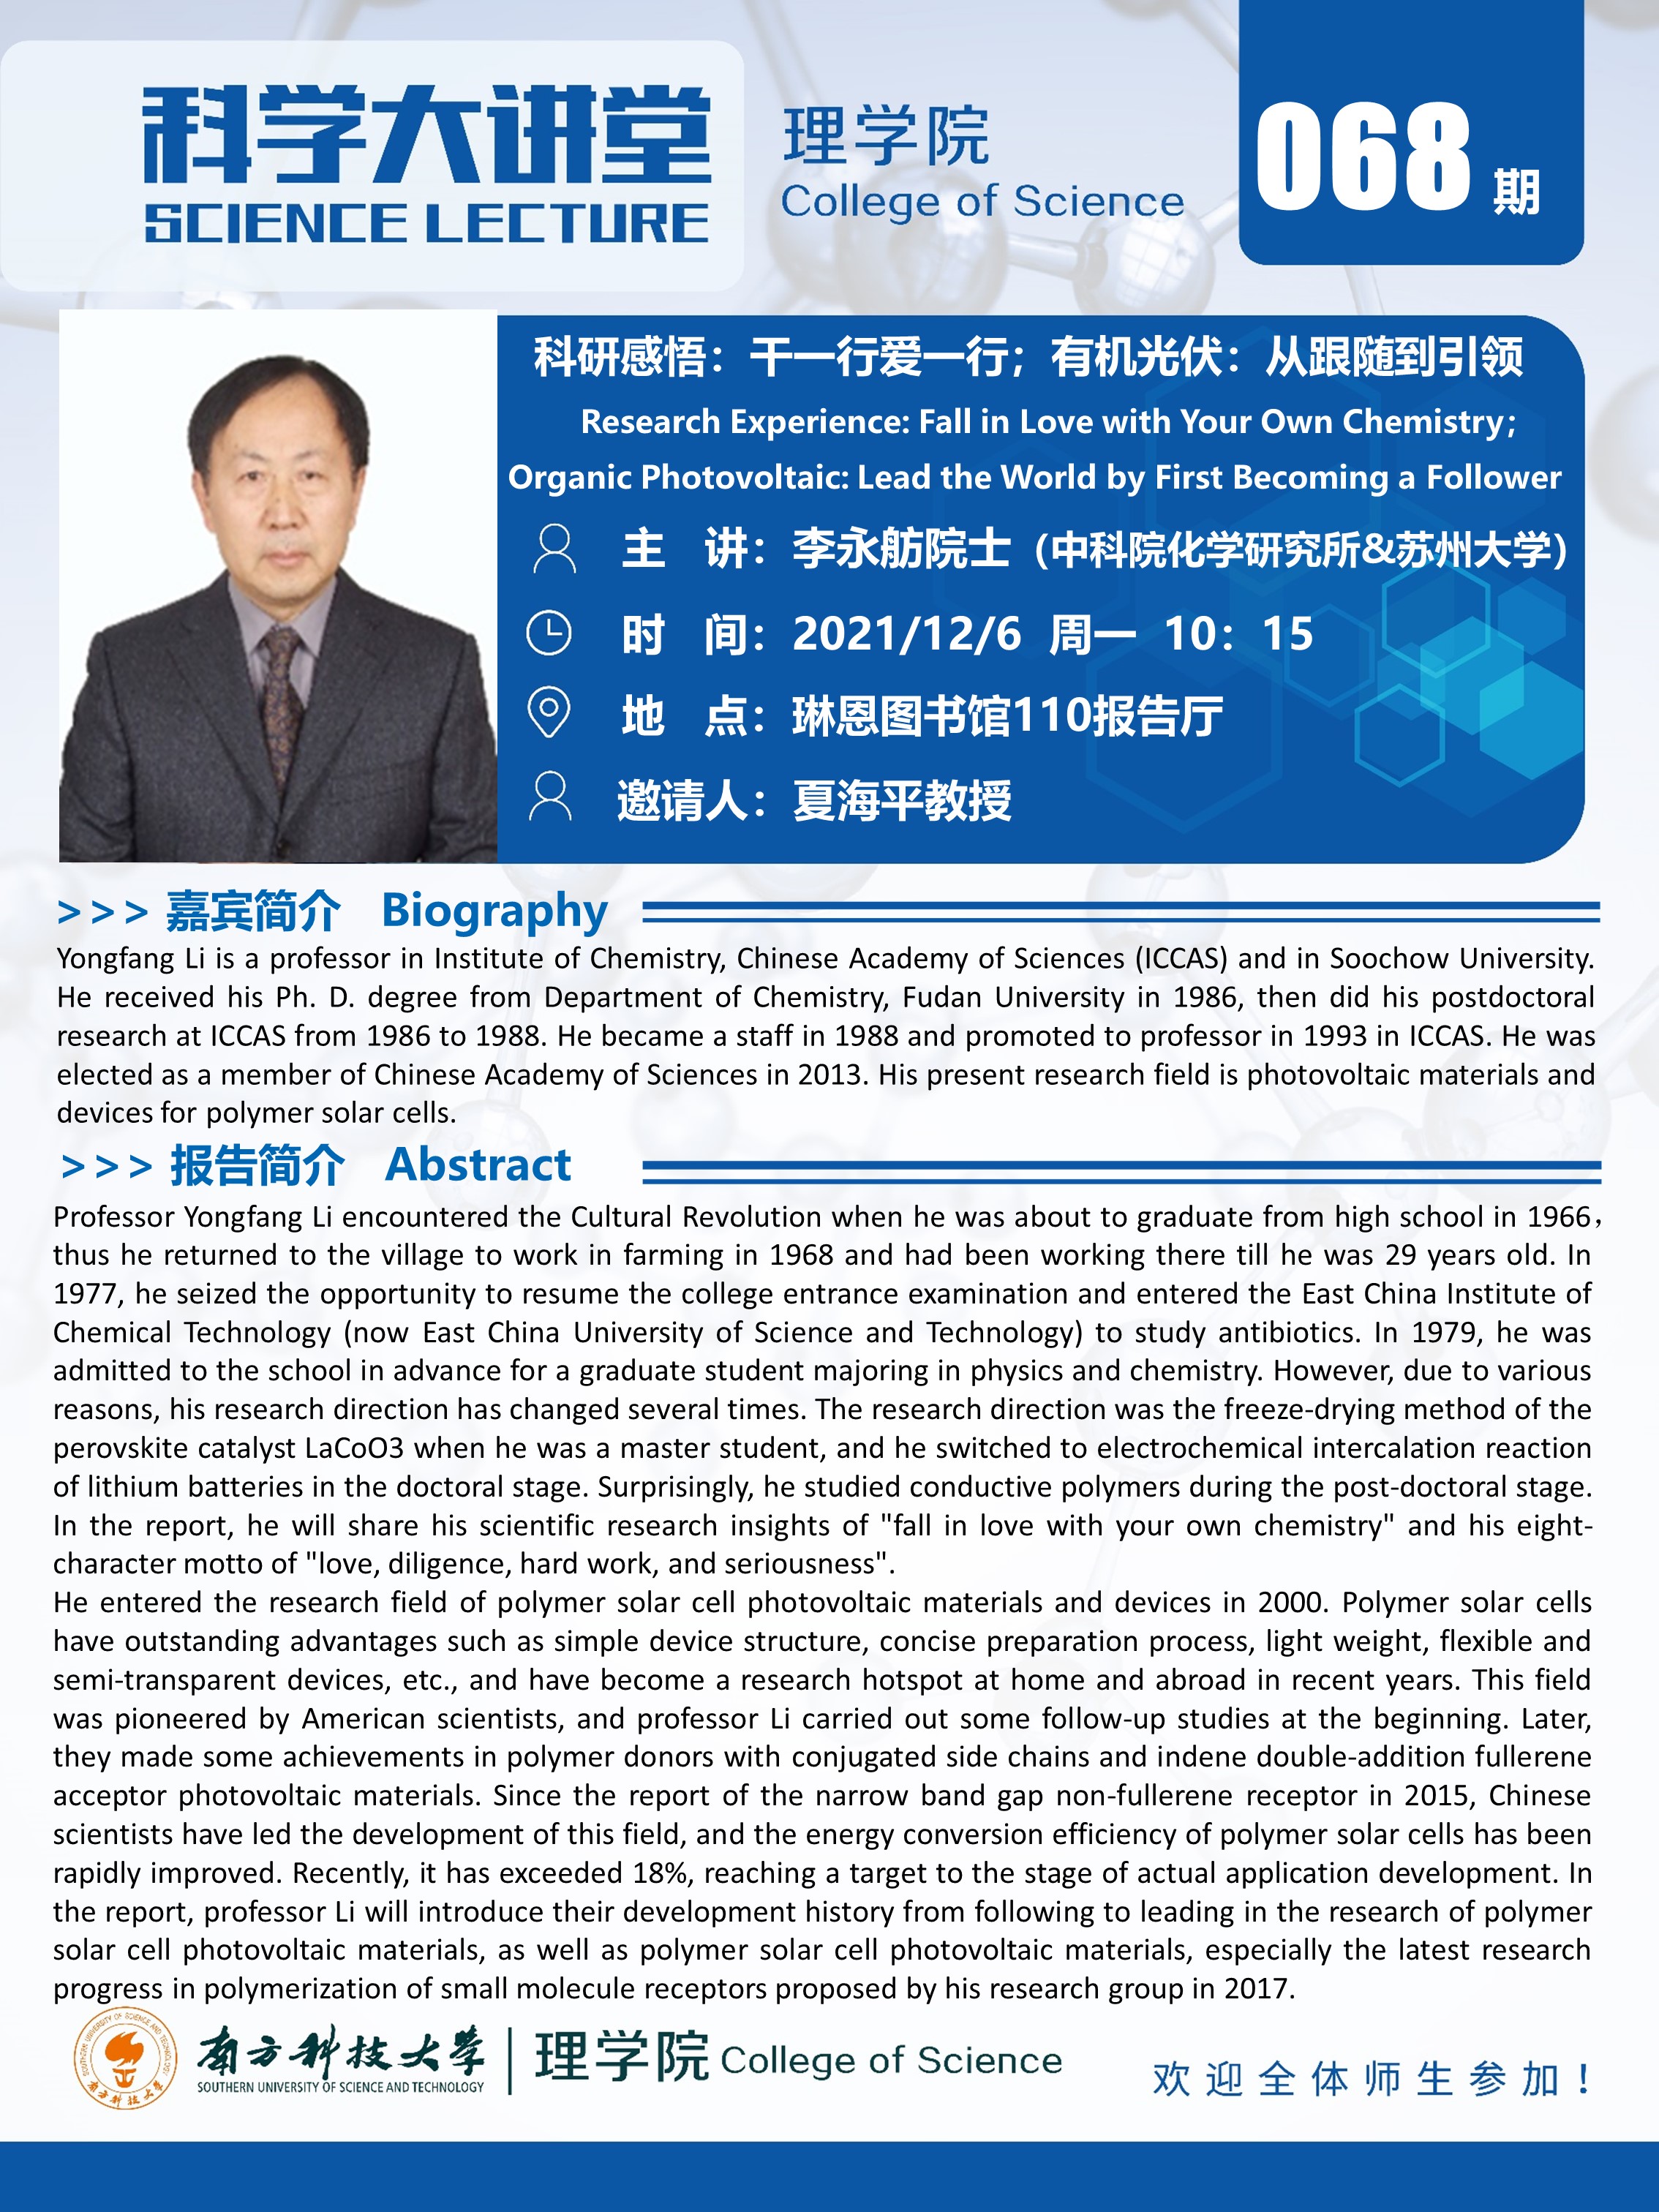 科学大讲堂
SCIENCE LECTURE
理学院
College of Science
068 期
科研感悟：干一行爱一行；有机光伏：从跟随到引领
Research Experience: Fall in Love with Your Own Chemistry；
Organic Photovoltaic: Lead the World by First Becoming a Follower
主 讲：李永舫院士（中科院化学研究所&苏州大学）
时 间：2021/12/6 周一 10：15
地 点：琳恩图书馆110报告厅
邀请人：夏海平教授
>>> 嘉宾简介 Biography
Yongfang Li is a professor in Institute of Chemistry, Chinese Academy of Sciences (ICCAS) and in Soochow University.
He received his Ph. D. degree from Department of Chemistry, Fudan University in 1986, then did his postdoctoral
research at ICCAS from 1986 to 1988. He became a staff in 1988 and promoted to professor in 1993 in ICCAS. He was
elected as a member of Chinese Academy of Sciences in 2013. His present research field is photovoltaic materials and
devices for polymer solar cells.
>>> 报告简介 Abstract
Professor Yongfang Li encountered the Cultural Revolution when he was about to graduate from high school in 1966，
thus he returned to the village to work in farming in 1968 and had been working there till he was 29 years old. In
1977, he seized the opportunity to resume the college entrance examination and entered the East China Institute of
Chemical Technology (now East China University of Science and Technology) to study antibiotics. In 1979, he was
admitted to the school in advance for a graduate student majoring in physics and chemistry. However, due to various
reasons, his research direction has changed several times. The research direction was the freeze-drying method of the
perovskite catalyst LaCoO3 when he was a master student, and he switched to electrochemical intercalation reaction
of lithium batteries in the doctoral stage. Surprisingly, he studied conductive polymers during the post-doctoral stage.
In the report, he will share his scientific research insights of "fall in love with your own chemistry" and his eight-
character motto of "love, diligence, hard work, and seriousness".
He entered the research field of polymer solar cell photovoltaic materials and devices in 2000. Polymer solar cells
have outstanding advantages such as simple device structure, concise preparation process, light weight, flexible and
semi-transparent devices, etc., and have become a research hotspot at home and abroad in recent years. This field
was pioneered by American scientists, and professor Li carried out some follow-up studies at the beginning. Later,
they made some achievements in polymer donors with conjugated side chains and indene double-addition fullerene
acceptor photovoltaic materials. Since the report of the narrow band gap non-fullerene receptor in 2015, Chinese
scientists have led the development of this field, and the energy conversion efficiency of polymer solar cells has been
rapidly improved. Recently, it has exceeded 18%, reaching a target to the stage of actual application development. In
the report, professor Li will introduce their development history from following to leading in the research of polymer
solar cell photovoltaic materials, as well as polymer solar cell photovoltaic materials, especially the latest research
progress in polymerization of small molecule receptors proposed by his research group in 2017.
SOUTHERN UNIVERSITY OF SCIENCE AND TECHNOLOGY
南方科技大学
南方科技大学
SOUTHERN UNIVERSITY OF SCIENCE AND TECHNOLOGY
理学院 College of Science
欢迎全体师生参加！